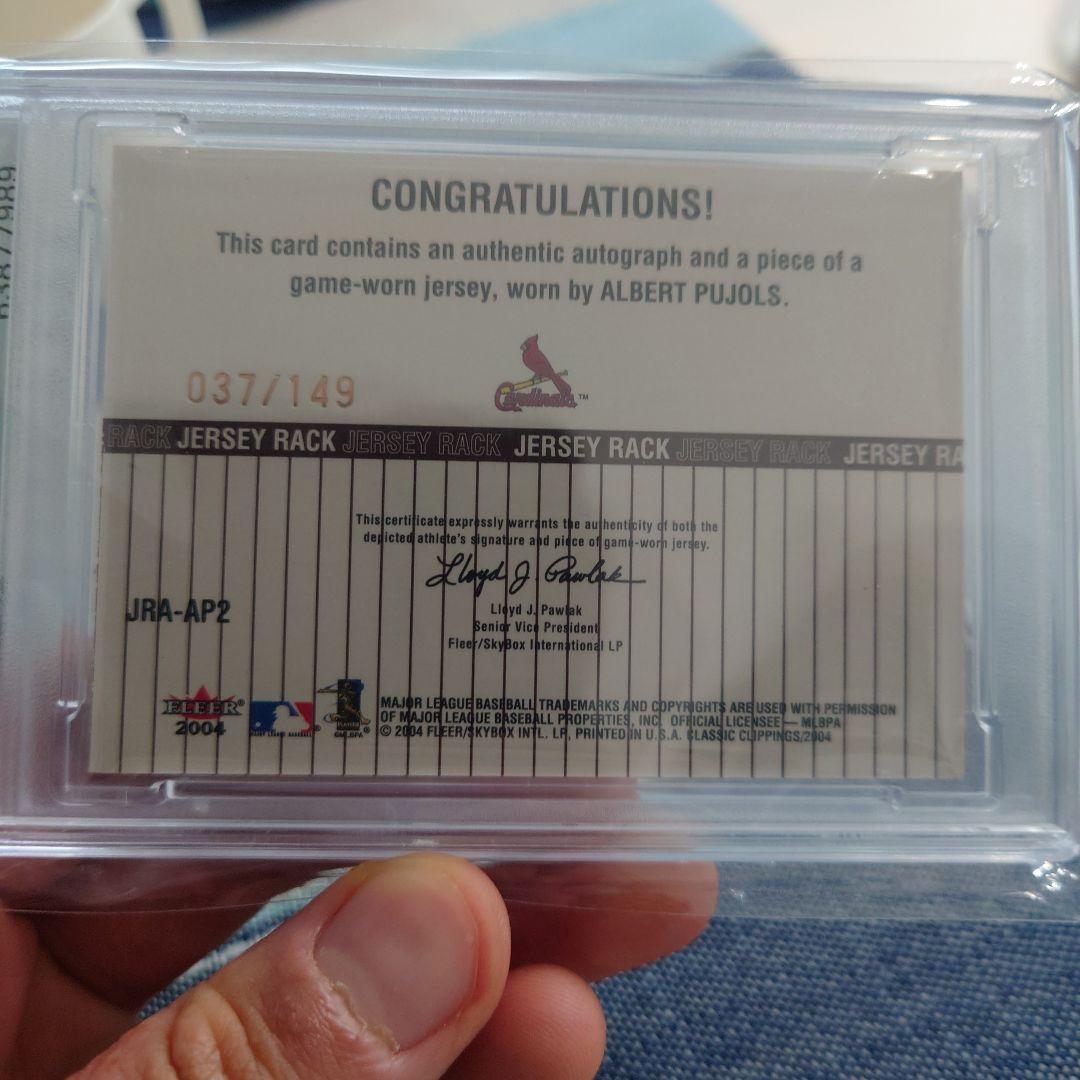 CONGRATULATIONS!
This card contains an authentic autograph and a piece of a
game-worn jersey, worn by ALBERT PUJOLS.
Cardinals™
037/149
RACK JERSEY RACK JERSEY RACK JERSEY RACK JERSEY RACK JERSEY RA
This certificate expressly warrants the authenticity of both the
depicted athlete's signature and piece of game-worn jersey.
Lloyd J. Pawlak
Lloyd J. Pawlak
Senior Vice President
Fleer/SkyBox International LP
JRA-AP2
FLEER®
2004
MAJOR LEAGUE BASEBALL TRADEMARKS AND COPYRIGHTS ARE USED WITH PERMISSION
OF MAJOR LEAGUE BASEBALL PROPERTIES, INC. OFFICIAL LICENSEE — MLBPA
© 2004 FLEER/SKYBOX INTL. LP, PRINTED IN U.S.A. CLASSIC CLIPPINGS/2004